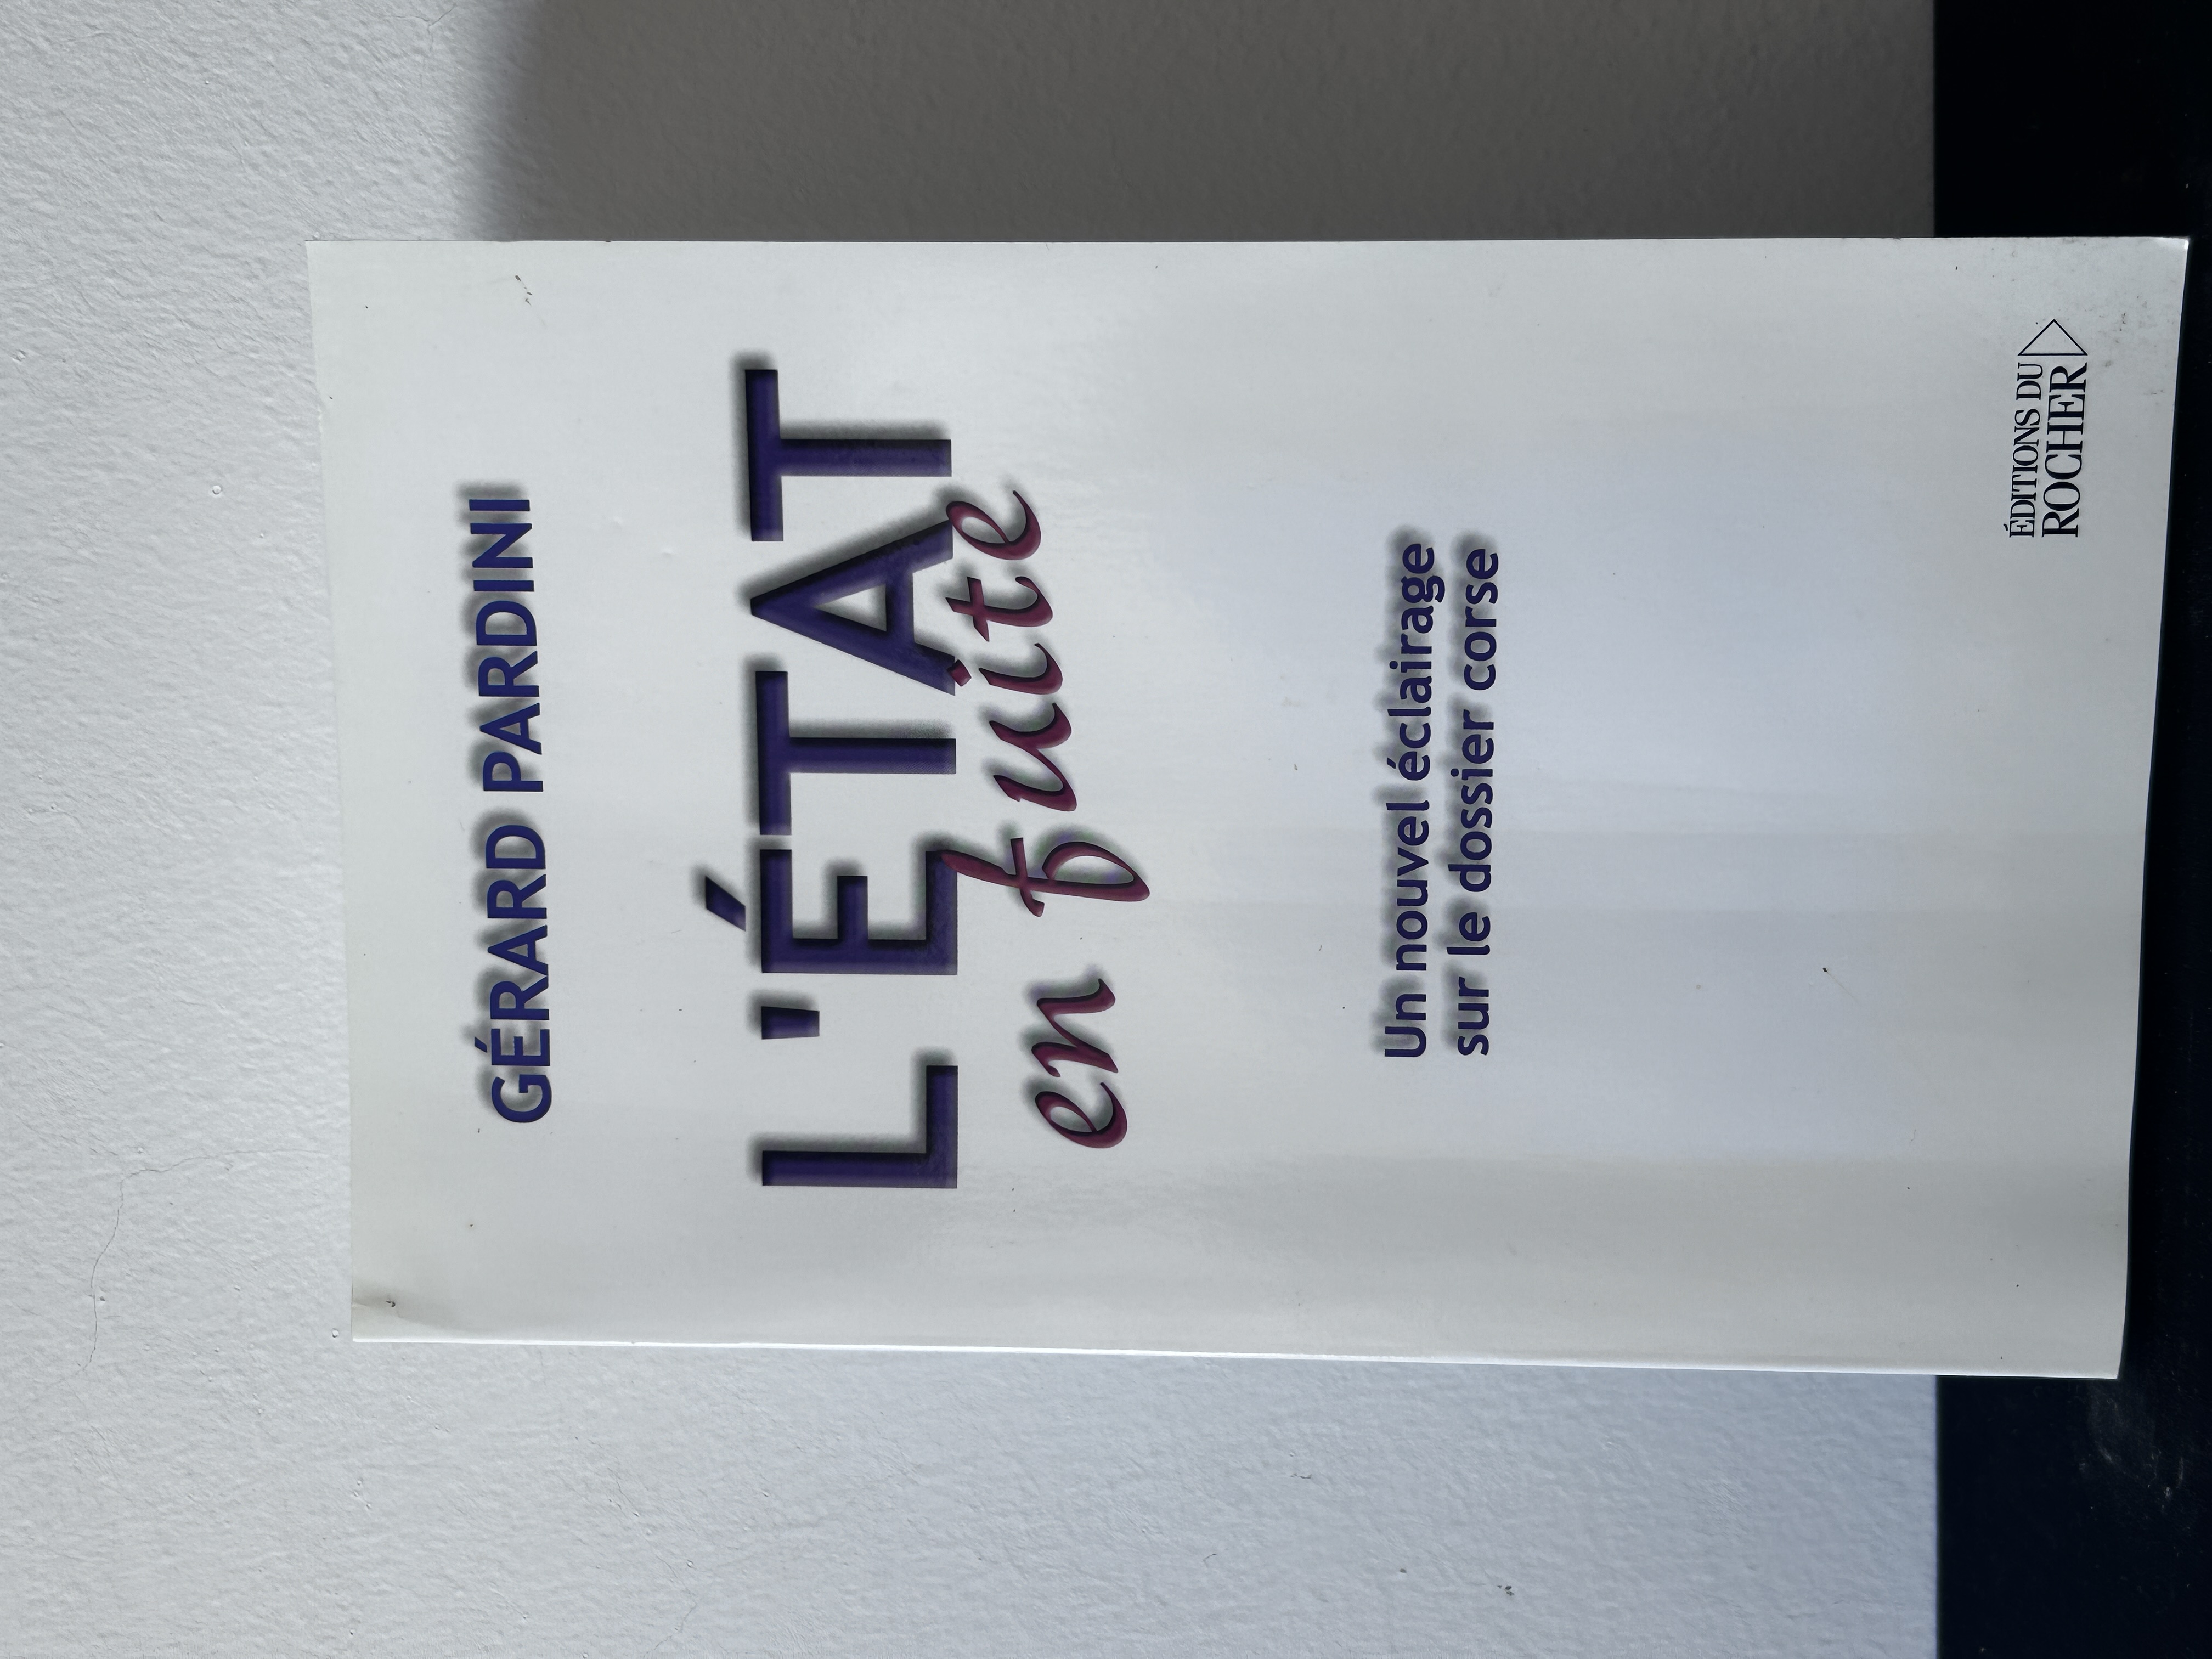 GÉRARD PARDINI
L'ÉTAT
en fuite
Un nouvel éclairage
sur le dossier corse
ÉDITIONS DU
ROCHER